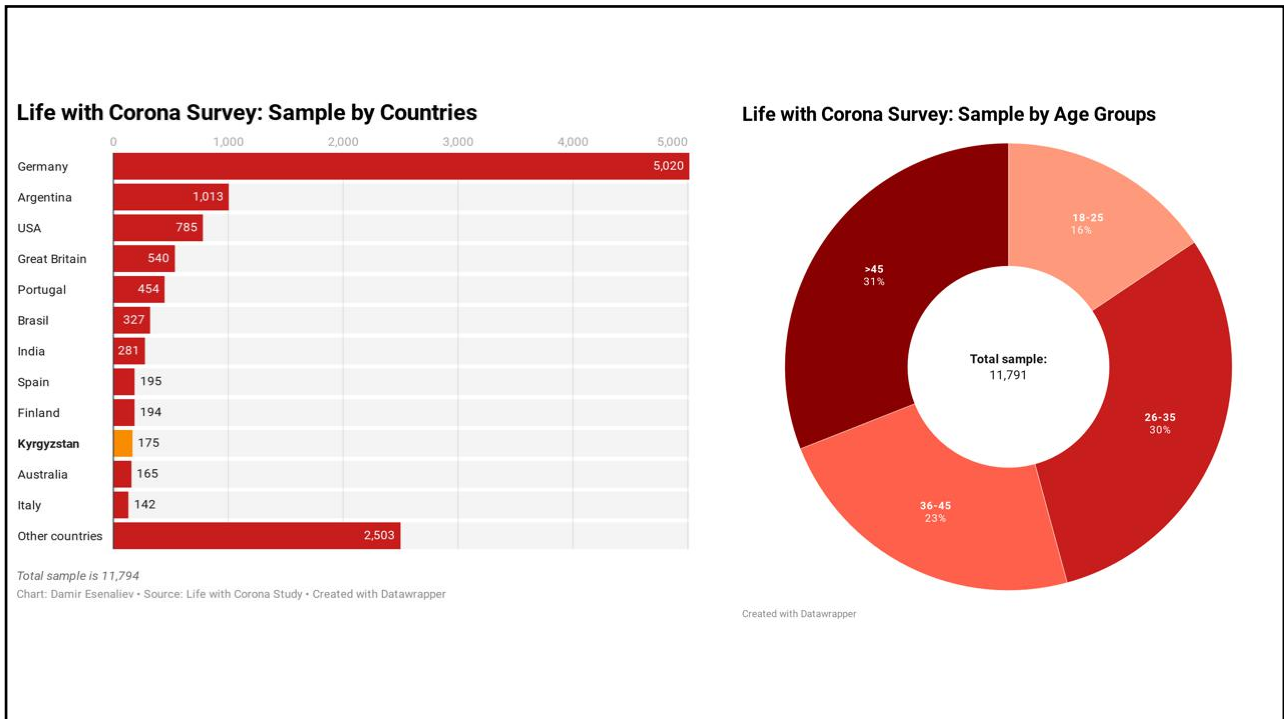 Life with Corona Survey: Sample by Countries
0 1,000 2,000 3,000 4,000 5,000
Germany 5,020
Argentina 1,013
USA 785
Great Britain 540
Portugal 454
Brasil 327
India 281
Spain 195
Finland 194
Kyrgyzstan 175
Australia 165
Italy 142
Other countries 2,503
Total sample is 11,794
Chart: Damir Esenaliev • Source: Life with Corona Study • Created with Datawrapper
Life with Corona Survey: Sample by Age Groups
18-25
16%
>45
31%
Total sample:
11,791
26-35
30%
36-45
23%
Created with Datawrapper